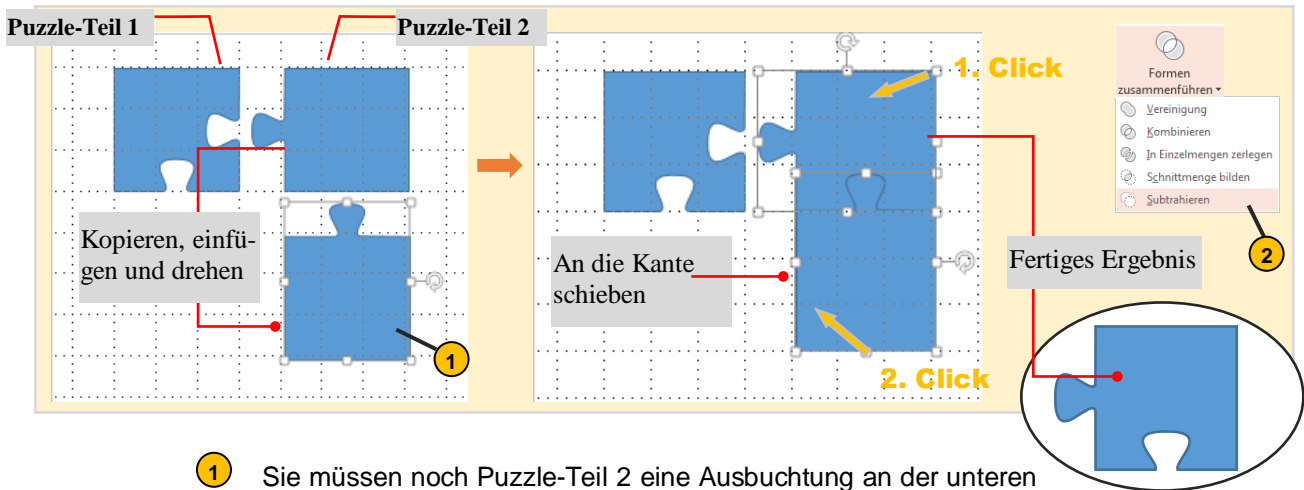 Puzzle-Teil 1
Puzzle-Teil 2
Kopieren, einfü-
gen und drehen
1
1. Click
An die Kante
schieben
2. Click
Formen
zusammenführen
Vereinigung
Kombinieren
In Einzelmengen zerlegen
Schnittmenge bilden
Subtrahieren
2
Fertiges Ergebnis
1 Sie müssen noch Puzzle-Teil 2 eine Ausbuchtung an der unteren